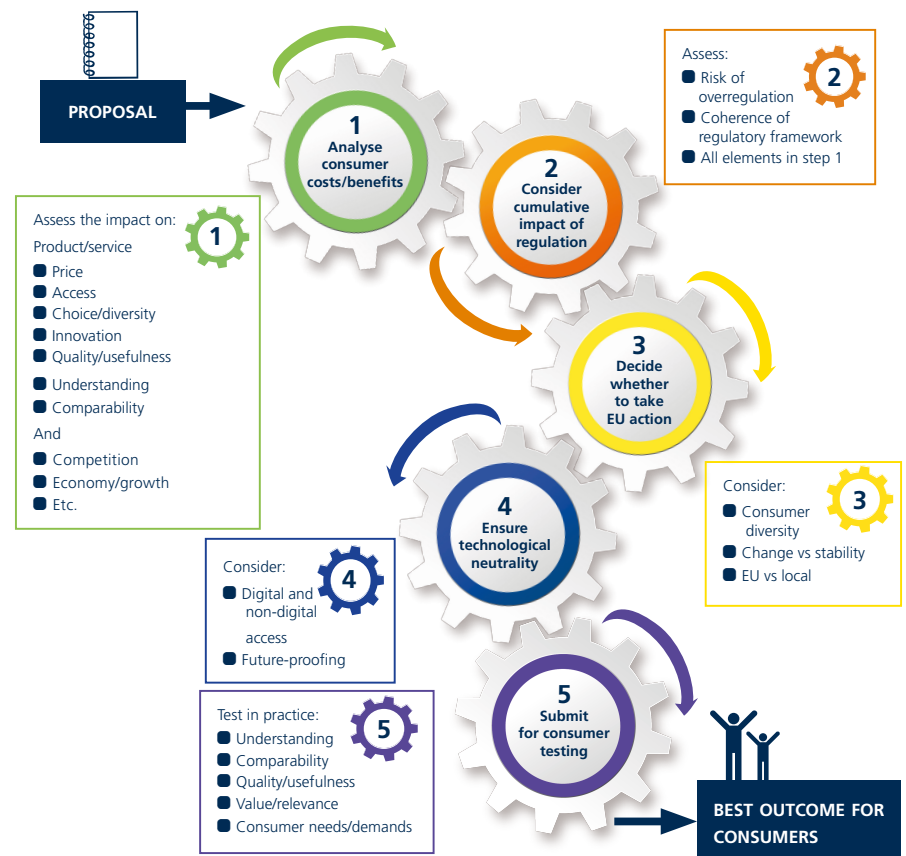 PROPOSAL
1
Analyse
consumer
costs/benefits
2
Consider
cumulative
impact of
regulation
Assess:
Risk of
overregulation
Coherence of
regulatory framework
All elements in step 1
2
Assess the impact on:
1
Product/service
Price
Access
Choice/diversity
Innovation
Quality/usefulness
Understanding
Comparability
And
Competition
Economy/growth
Etc.
3
Decide
whether
to take
EU action
Consider:
3
Consumer
diversity
Change vs stability
EU vs local
4
Ensure
technological
neutrality
Consider:
4
Digital and
non-digital
access
Future-proofing
5
Submit
for consumer
testing
Test in practice:
5
Understanding
Comparability
Quality/usefulness
Value/relevance
Consumer needs/demands
BEST OUTCOME FOR
CONSUMERS